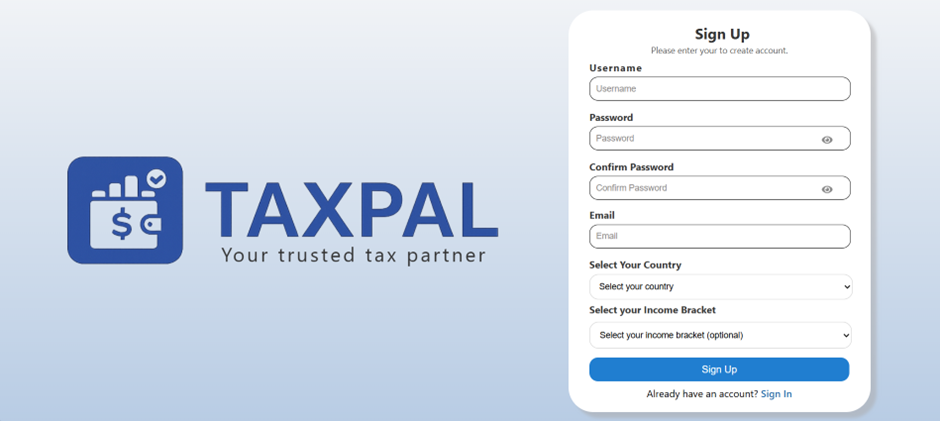 TAXPAL
Your trusted tax partner
Sign Up
Please enter your to create account.
Username
Username
Password
Password
Confirm Password
Confirm Password
Email
Email
Select Your Country
Select your country
Select your Income Bracket
Select your income bracket (optional)
Sign Up
Already have an account? Sign In